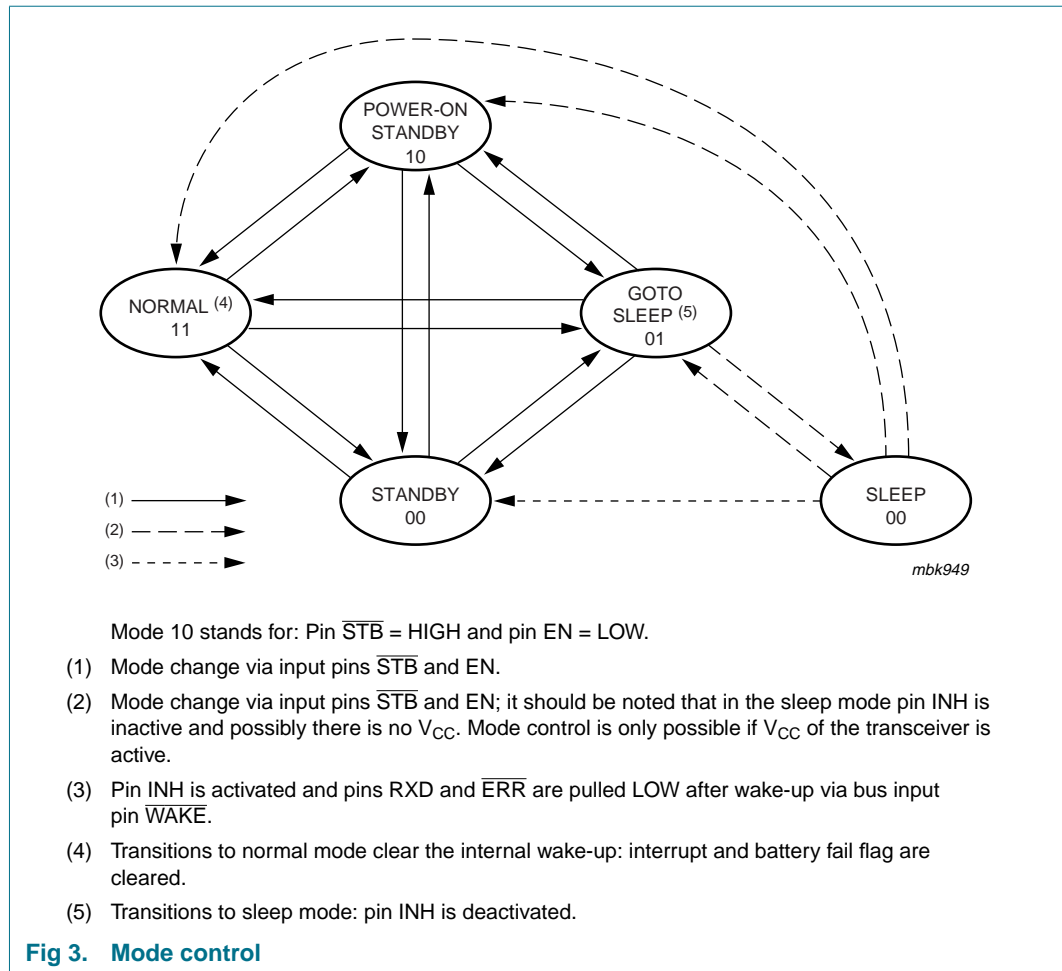 POWER-ON
STANDBY
10
NORMAL (4)
11
GOTO
SLEEP (5)
01
STANDBY
00
SLEEP
00
(1)
(2)
(3)
mbk949
Mode 10 stands for: Pin STB = HIGH and pin EN = LOW.
(1) Mode change via input pins STB and EN.
(2) Mode change via input pins STB and EN; it should be noted that in the sleep mode pin INH is
inactive and possibly there is no VCC. Mode control is only possible if VCC of the transceiver is
active.
(3) Pin INH is activated and pins RXD and ERR are pulled LOW after wake-up via bus input
pin WAKE.
(4) Transitions to normal mode clear the internal wake-up: interrupt and battery fail flag are
cleared.
(5) Transitions to sleep mode: pin INH is deactivated.
Fig 3. Mode control